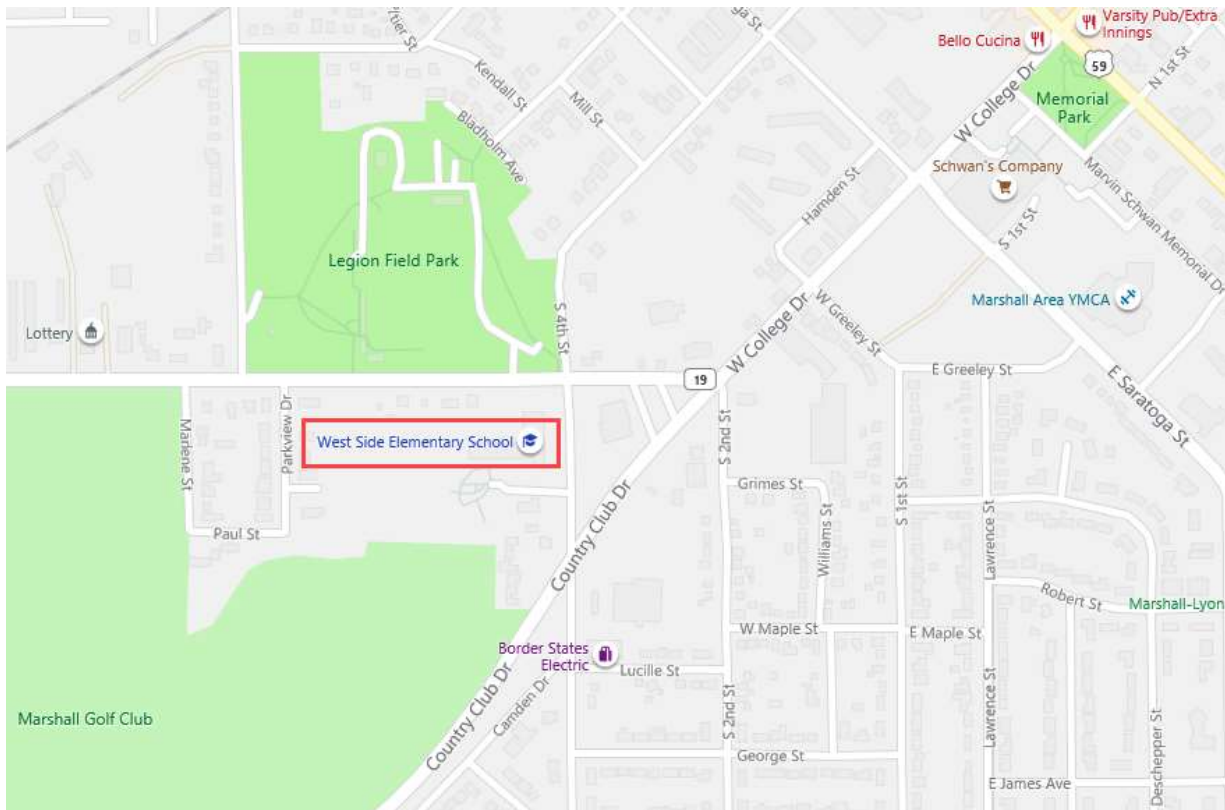 Varsity Pub/Extra
Innings
Bello Cucina
59
N 1st St
Kendall St
Mill St
W College Dr
Memorial
Park
Bladholm Ave
Schwan's Company
Hamden St
Marvin Schwan Memorial Dr
S 1st St
Legion Field Park
Marshall Area YMCA
W Greeley St
Lottery
S 4th St
W College Dr
E Greeley St
E Saratoga St
19
Parkview Dr
Marlene St
West Side Elementary School
S 2nd St
Grimes St
S 1st St
Williams St
Lawrence St
Paul St
Country Club Dr
Robert St
Marshall-Lyon
W Maple St
E Maple St
Border States
Electric
Lucille St
Country Club Dr
Camden Dr
S 2nd St
Lawrence St
Marshall Golf Club
George St
Deschepper St
E James Ave